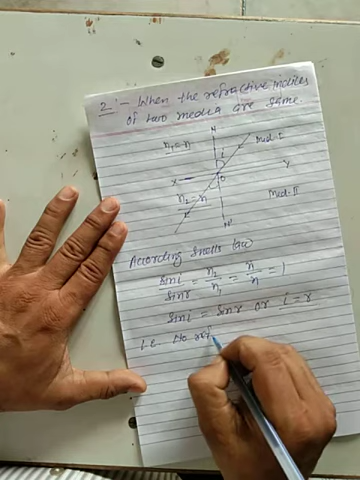 2:- When the refractive indices
of two media are same.
N
n₁ = n
i
Med. I
X
O
Y
n₂ = n
Med. II
N'
According Snells law
sin i / sin r = n₂ / n₁ = n / n = 1
sin i = sin r or i = r
i.e. No ref